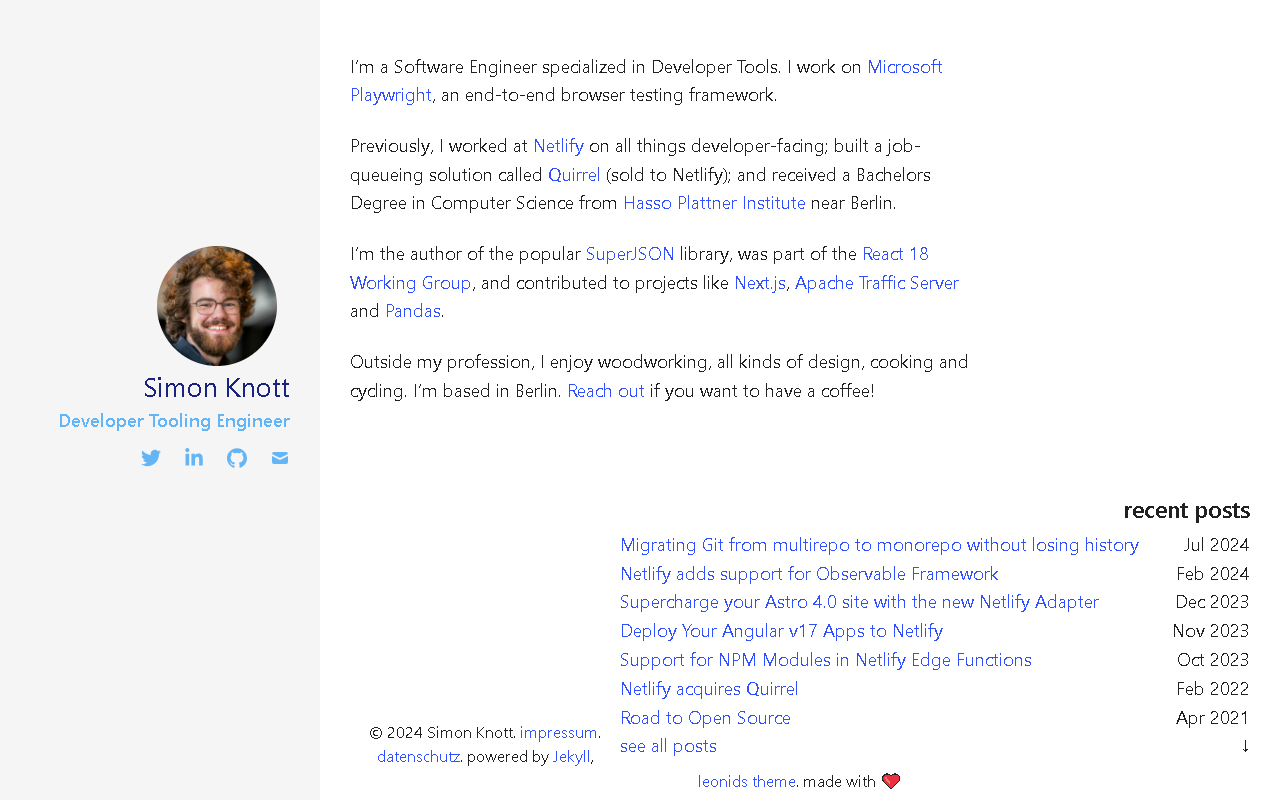 Simon Knott
Developer Tooling Engineer
I'm a Software Engineer specialized in Developer Tools. I work on Microsoft
Playwright, an end-to-end browser testing framework.
Previously, I worked at Netlify on all things developer-facing; built a job-
queueing solution called Quirrel (sold to Netlify); and received a Bachelors
Degree in Computer Science from Hasso Plattner Institute near Berlin.
I'm the author of the popular SuperJSON library, was part of the React 18
Working Group, and contributed to projects like Next.js, Apache Traffic Server
and Pandas.
Outside my profession, I enjoy woodworking, all kinds of design, cooking and
cycling. I'm based in Berlin. Reach out if you want to have a coffee!
recent posts
Migrating Git from multirepo to monorepo without losing history Jul 2024
Netlify adds support for Observable Framework Feb 2024
Supercharge your Astro 4.0 site with the new Netlify Adapter Dec 2023
Deploy Your Angular v17 Apps to Netlify Nov 2023
Support for NPM Modules in Netlify Edge Functions Oct 2023
Netlify acquires Quirrel Feb 2022
Road to Open Source Apr 2021
see all posts ↓
© 2024 Simon Knott. impressum.
datenschutz. powered by Jekyll,
leonids theme. made with ❤